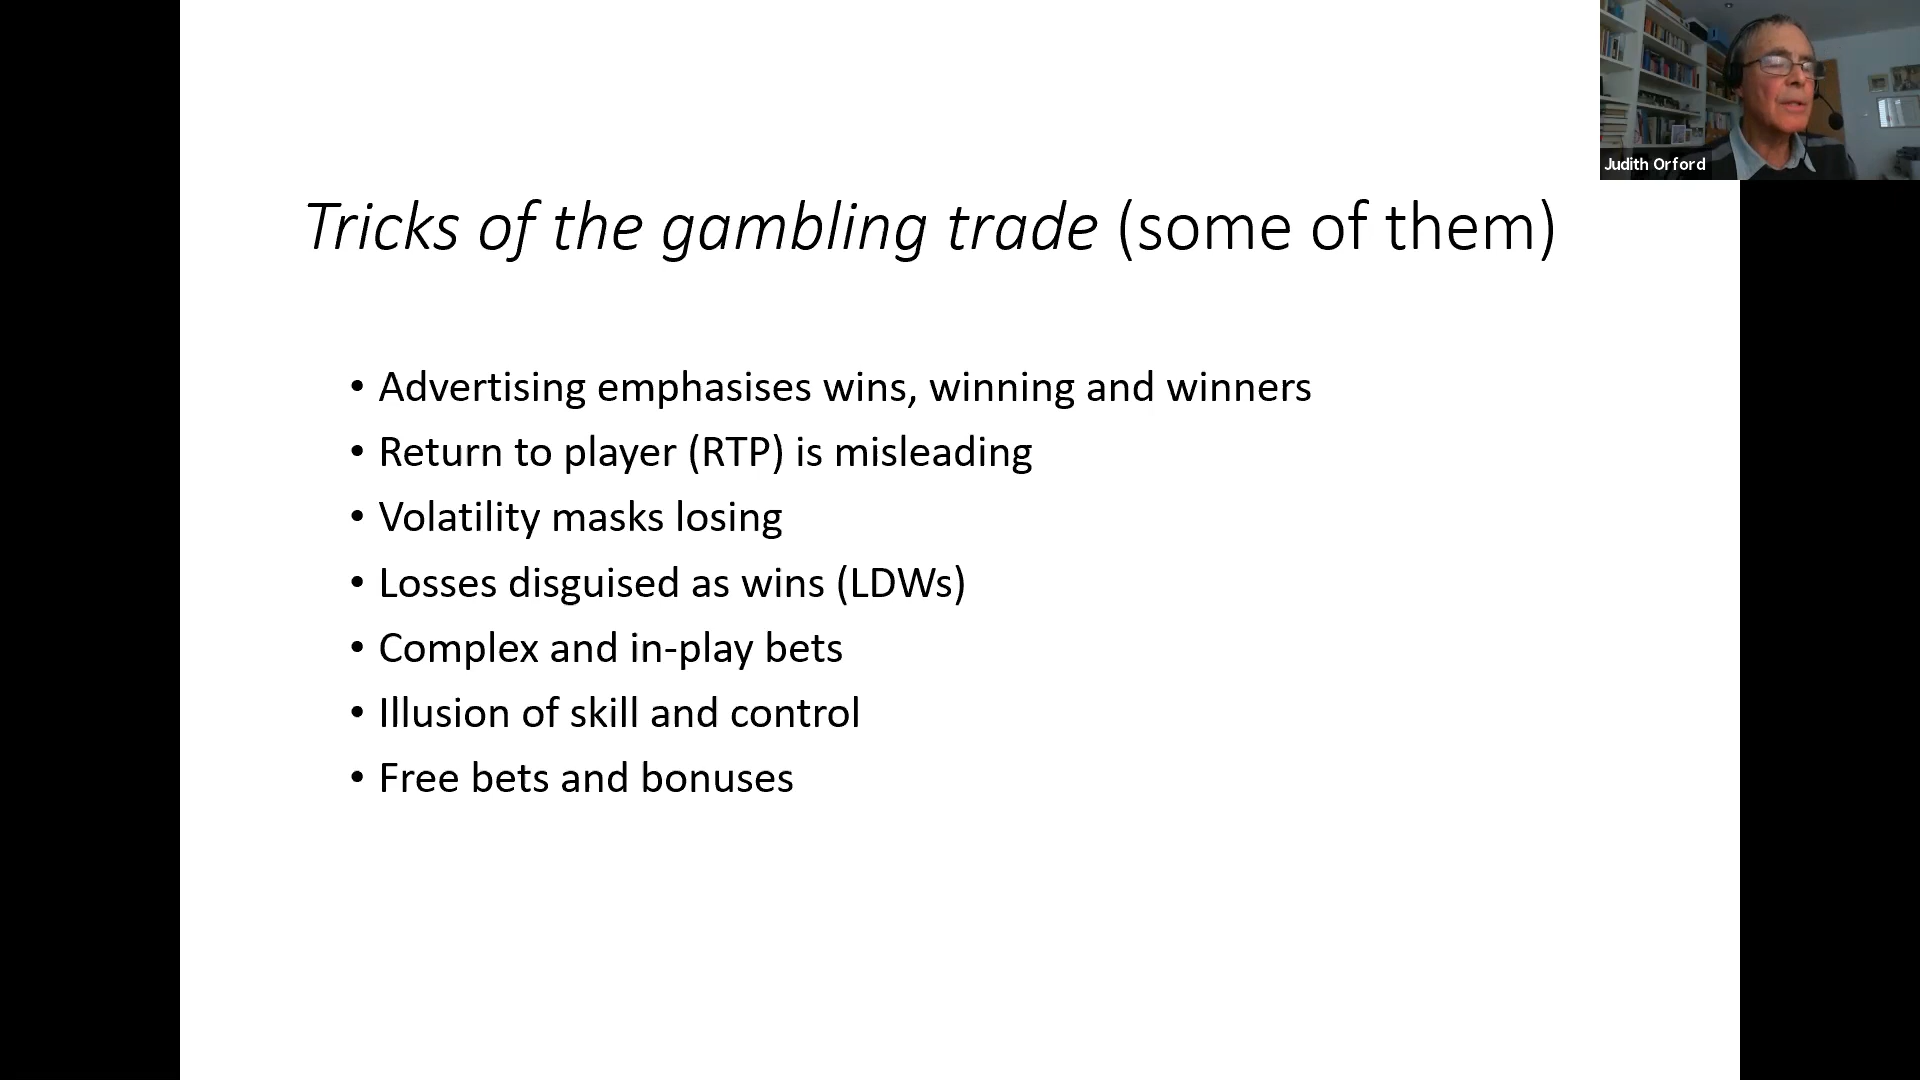 Judith Orford
Tricks of the gambling trade (some of them)
• Advertising emphasises wins, winning and winners
• Return to player (RTP) is misleading
• Volatility masks losing
• Losses disguised as wins (LDWs)
• Complex and in-play bets
• Illusion of skill and control
• Free bets and bonuses